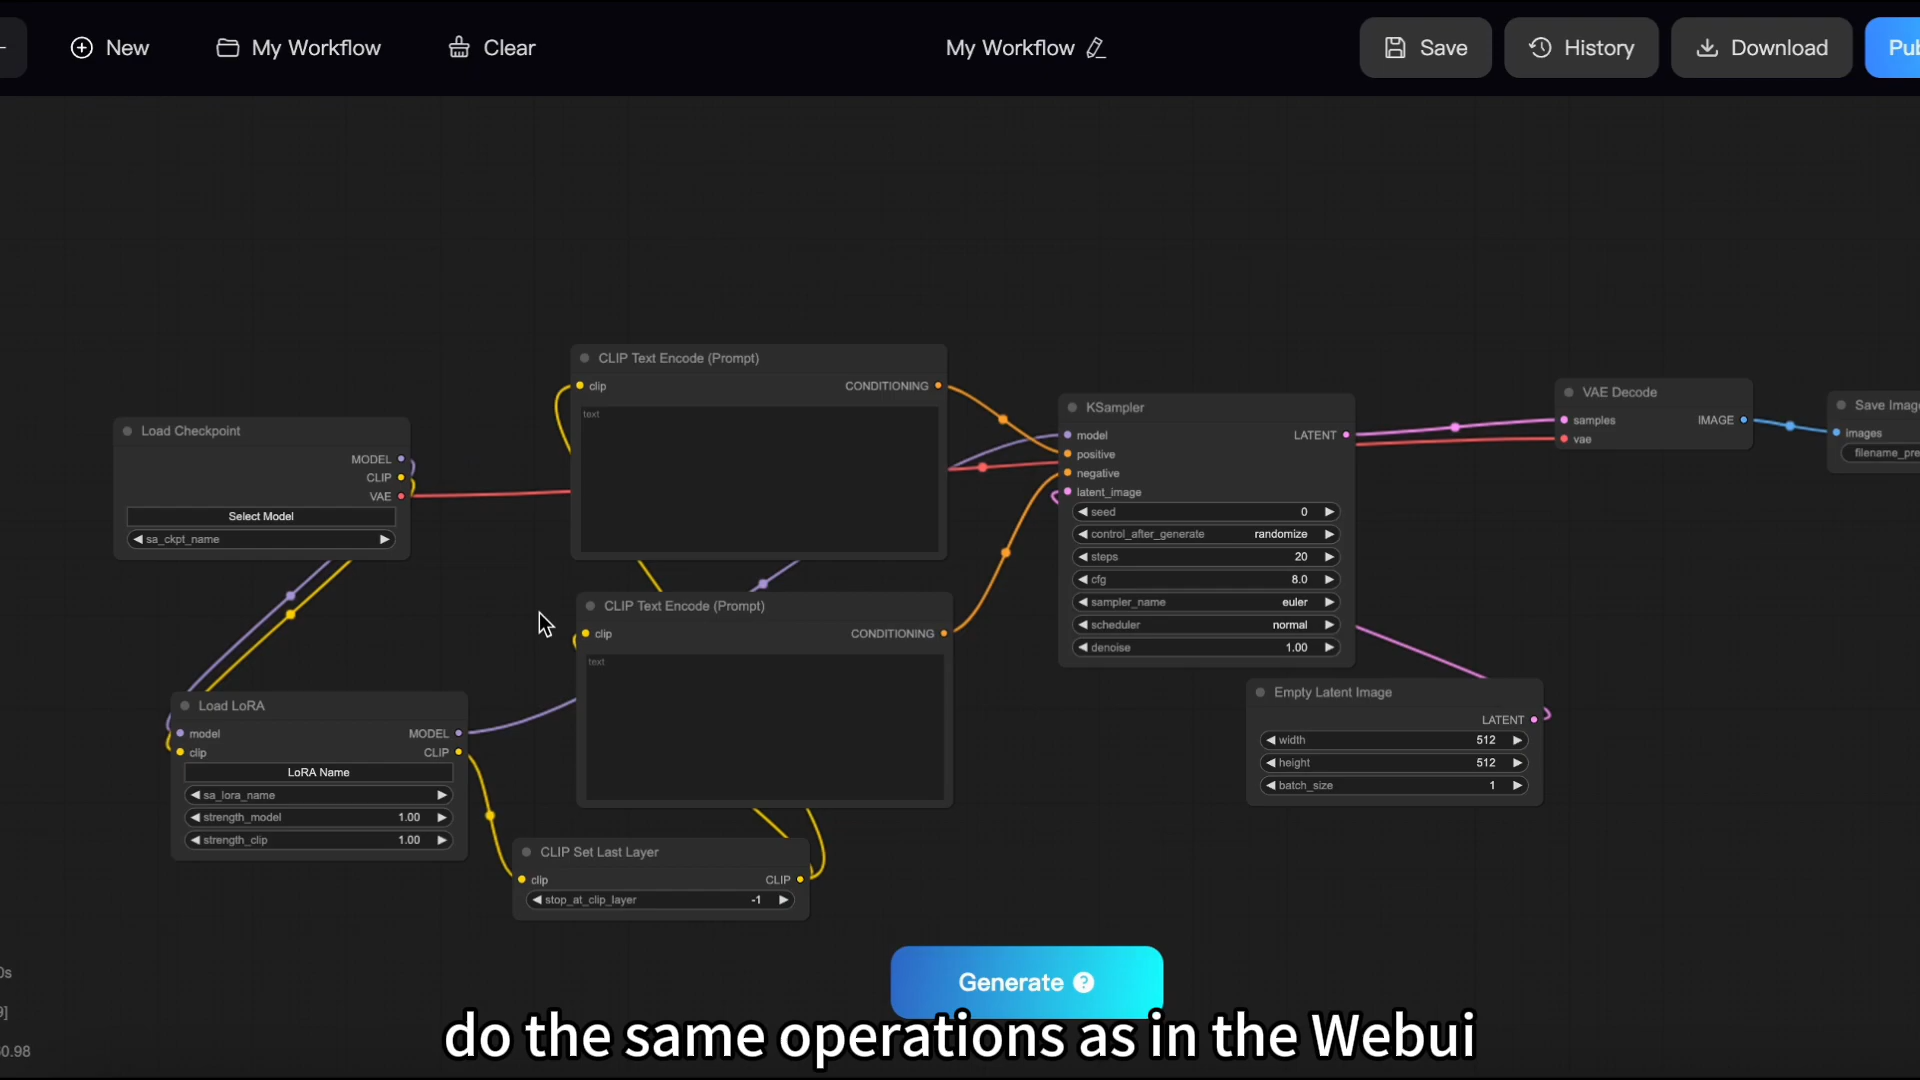 New
My Workflow
Clear
My Workflow
Save
History
Download
Pub
CLIP Text Encode (Prompt)
clip
CONDITIONING
text
Load Checkpoint
MODEL
CLIP
VAE
Select Model
sa_ckpt_name
KSampler
model
LATENT
positive
negative
latent_image
seed 0
control_after_generate randomize
steps 20
cfg 8.0
sampler_name euler
scheduler normal
denoise 1.00
VAE Decode
samples
IMAGE
vae
Save Image
images
filename_pre
CLIP Text Encode (Prompt)
clip
CONDITIONING
text
Load LoRA
model
MODEL
clip
CLIP
LoRA Name
sa_lora_name
strength_model 1.00
strength_clip 1.00
Empty Latent Image
LATENT
width 512
height 512
batch_size 1
CLIP Set Last Layer
clip
CLIP
stop_at_clip_layer -1
Generate
do the same operations as in the Webui
0s
9]
60.98